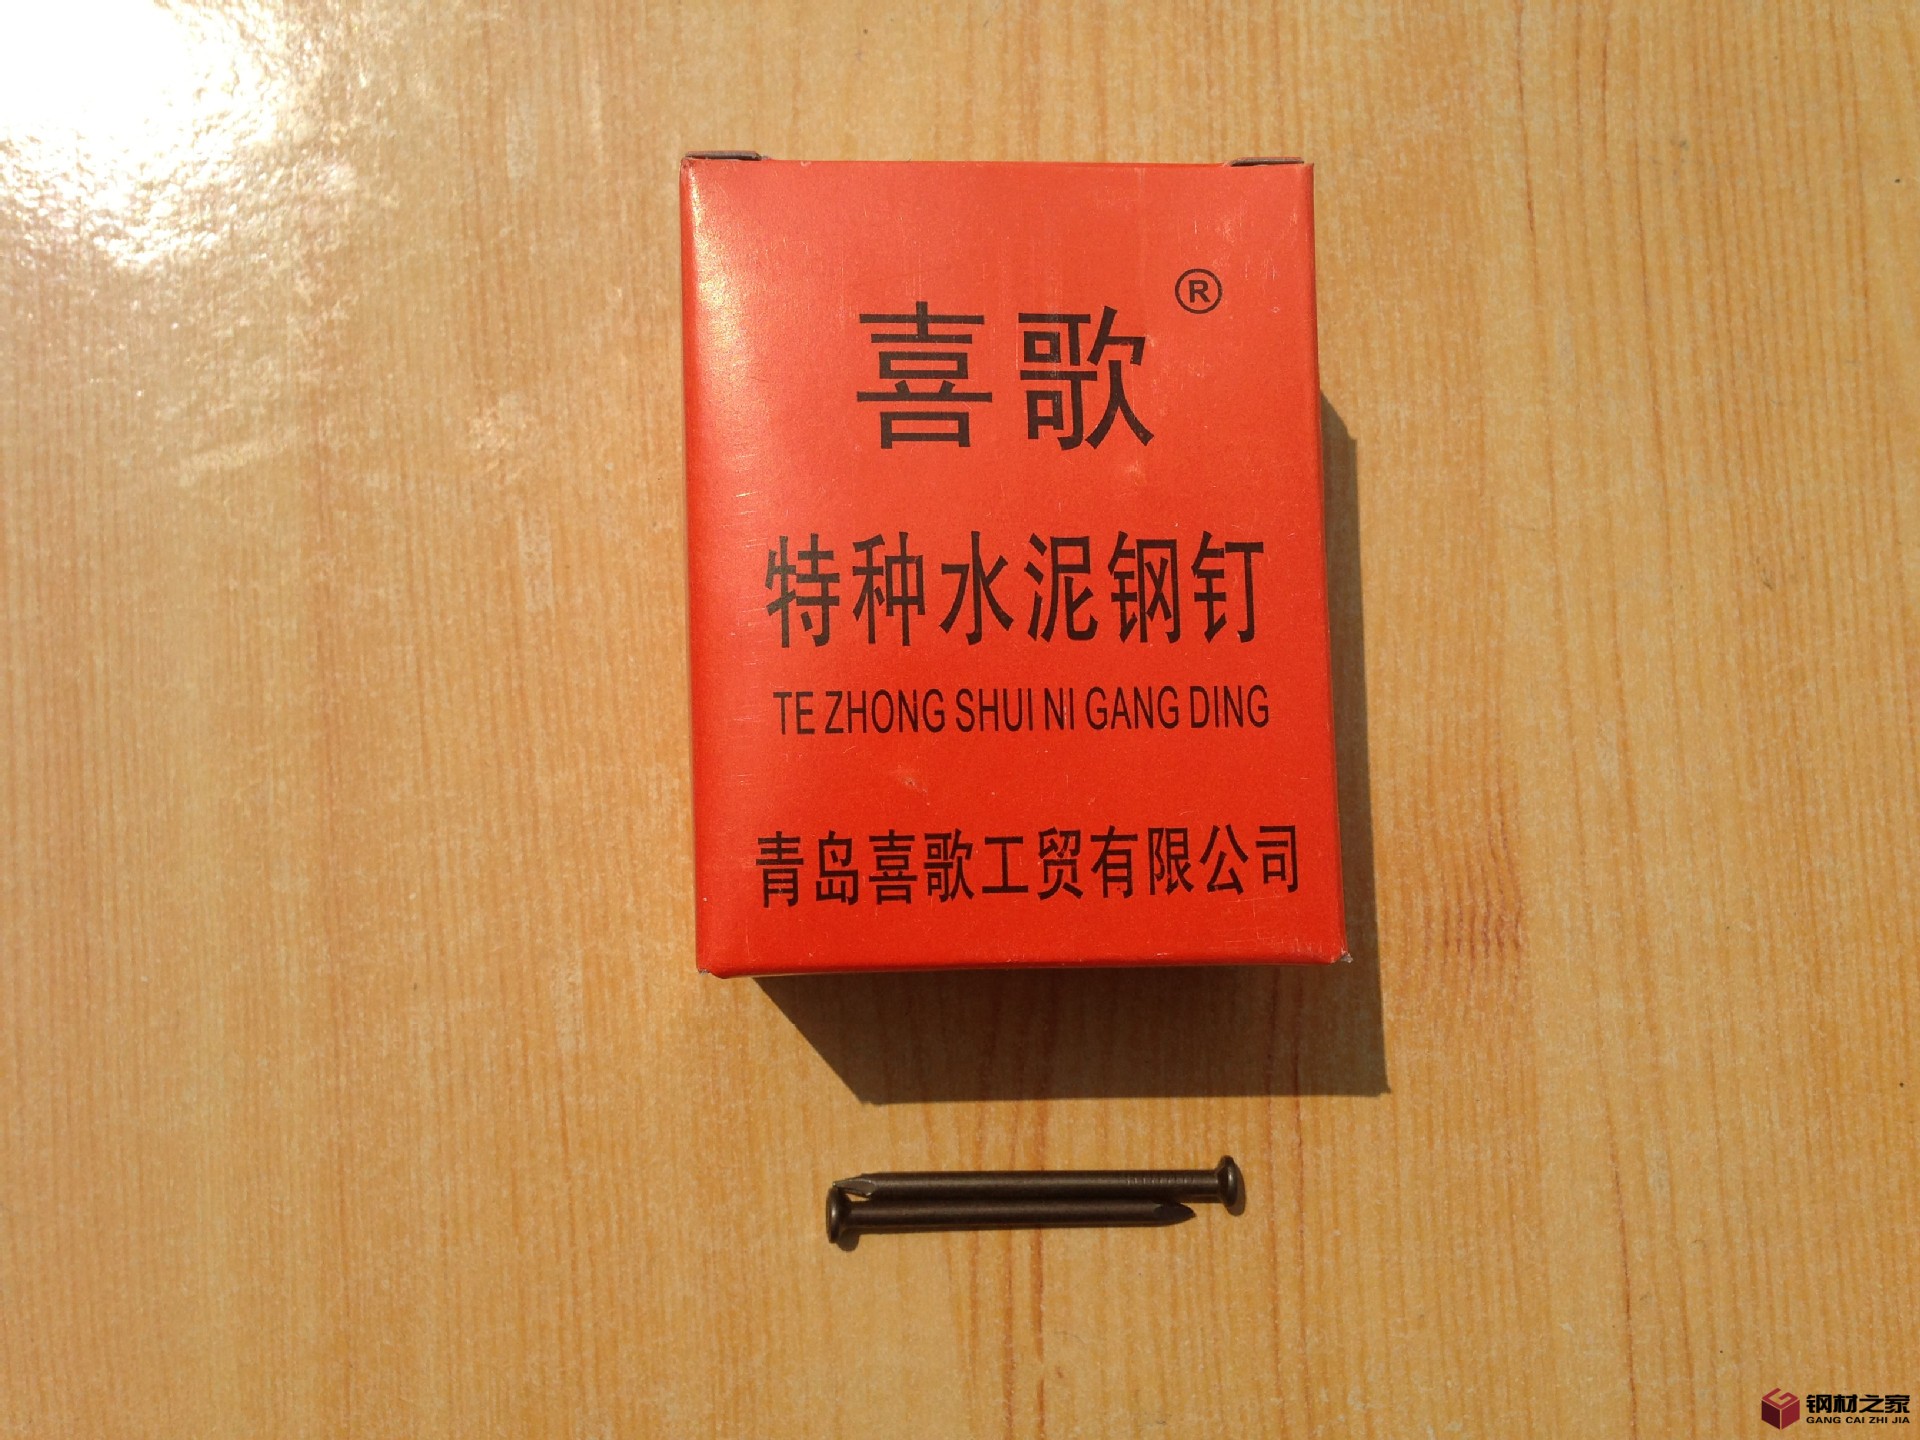 喜歌®
特种水泥钢钉
TE ZHONG SHUI NI GANG DING
青岛喜歌工贸有限公司
钢材之家
GANG CAI ZHI JIA